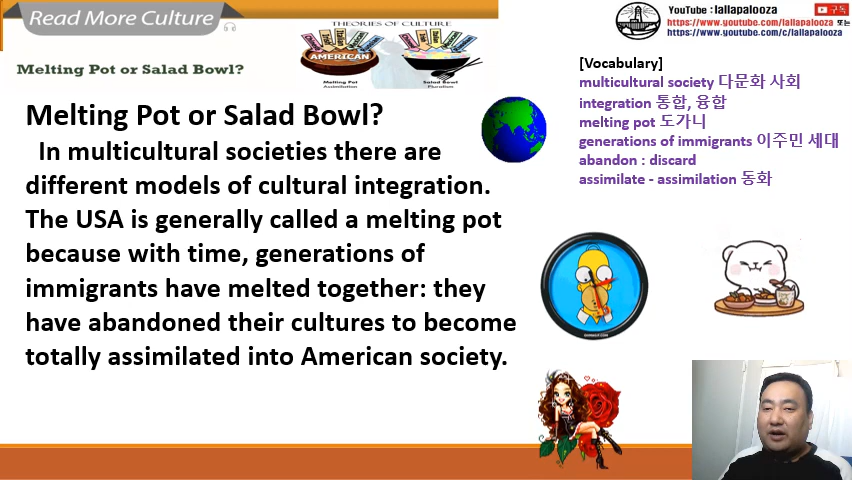 Read More Culture
THEORIES OF CULTURE
AMERICAN
Melting Pot
Assimilation
Salad Bowl
Pluralism
Melting Pot or Salad Bowl?
YouTube : lallapalooza
구독
https://www.youtube.com/lallapalooza 또는
https://www.youtube.com/c/lallapalooza
[Vocabulary]
multicultural society 다문화 사회
integration 통합, 융합
melting pot 도가니
generations of immigrants 이주민 세대
abandon : discard
assimilate - assimilation 동화
Melting Pot or Salad Bowl?
In multicultural societies there are
different models of cultural integration.
The USA is generally called a melting pot
because with time, generations of
immigrants have melted together: they
have abandoned their cultures to become
totally assimilated into American society.